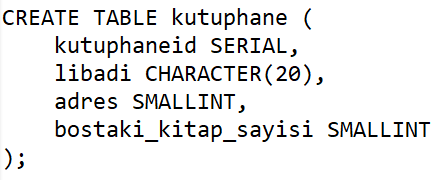 CREATE TABLE kutuphane (
    kutuphaneid SERIAL,
    libadi CHARACTER(20),
    adres SMALLINT,
    bostaki_kitap_sayisi SMALLINT
);